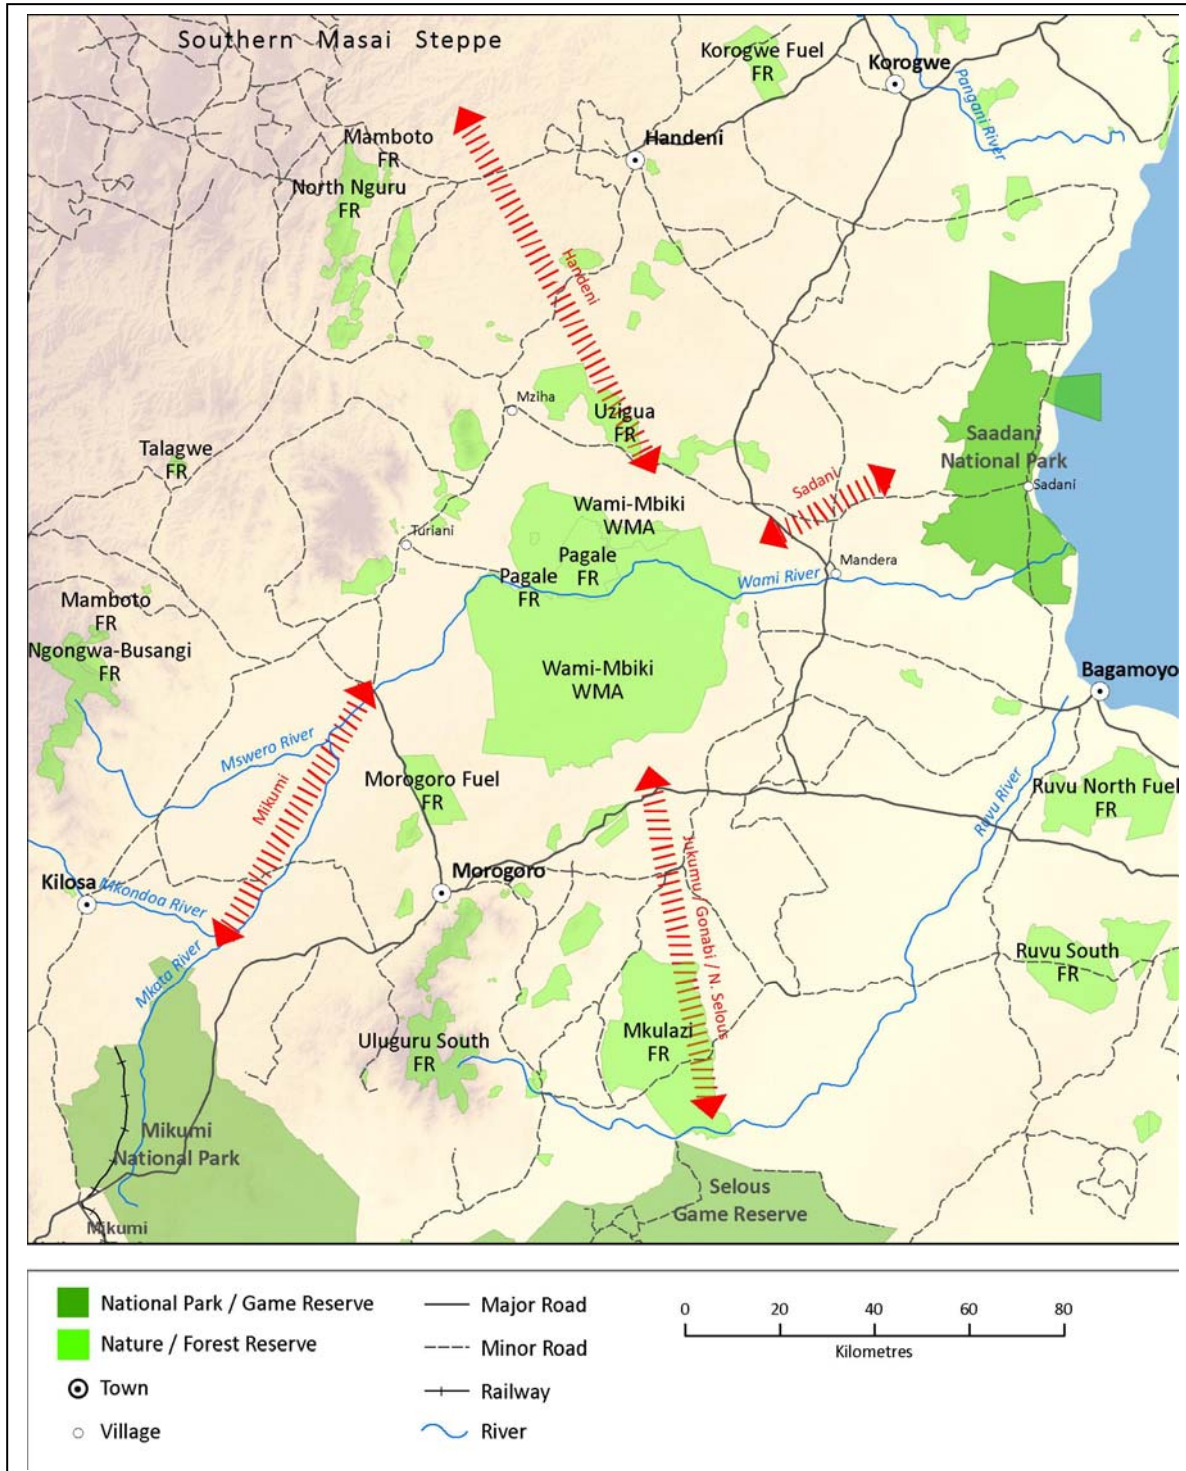 Southern Masai Steppe
Korogwe Fuel
FR
Korogwe
Pangani River
Mamboto
FR
Handeni
North Nguru
FR
Handeni
Mziha
Uzigua
FR
Talagwe
FR
Saadani
National Park
Sadani
Sadani
Wami-Mbiki
WMA
Turiani
Pagale
FR
Pagale
FR
Wami River
Mandera
Mamboto
FR
Ngongwa-Busangi
FR
Wami-Mbiki
WMA
Bagamoyo
Mswero River
Mikumi
Morogoro Fuel
FR
Ruvu North Fuel
FR
Ruvu River
Jukumu / Gonabi / N. Selous
Morogoro
Kilosa
Mkondoa River
Mkata River
Ruvu South
FR
Uluguru South
FR
Mkulazi
FR
Mikumi
National Park
Selous
Game Reserve
Mikumi
National Park / Game Reserve
Nature / Forest Reserve
Town
Village
Major Road
Minor Road
Railway
River
0 20 40 60 80
Kilometres